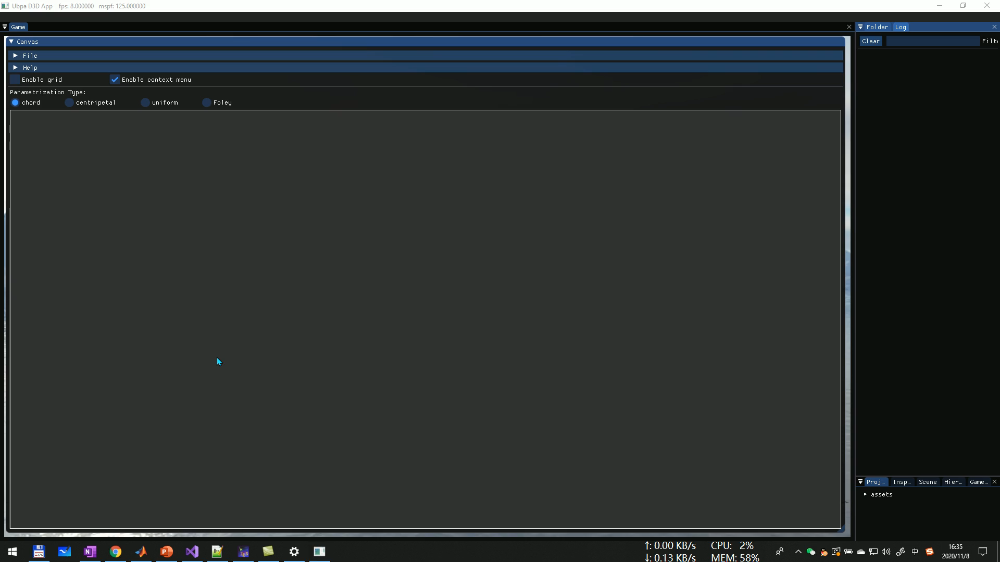 Ubpa D3D App fps: 8.000000 mspf: 125.000000
Game
Folder Log
Canvas
Clear
File
Help
Enable grid Enable context menu
Parametrization Type:
chord centripetal uniform Foley
Proj… Insp… Scene Hier… Game…
assets
↑: 0.00 KB/s CPU: 2%
↓: 0.13 KB/s MEM: 58%
中
16:35
2020/11/8